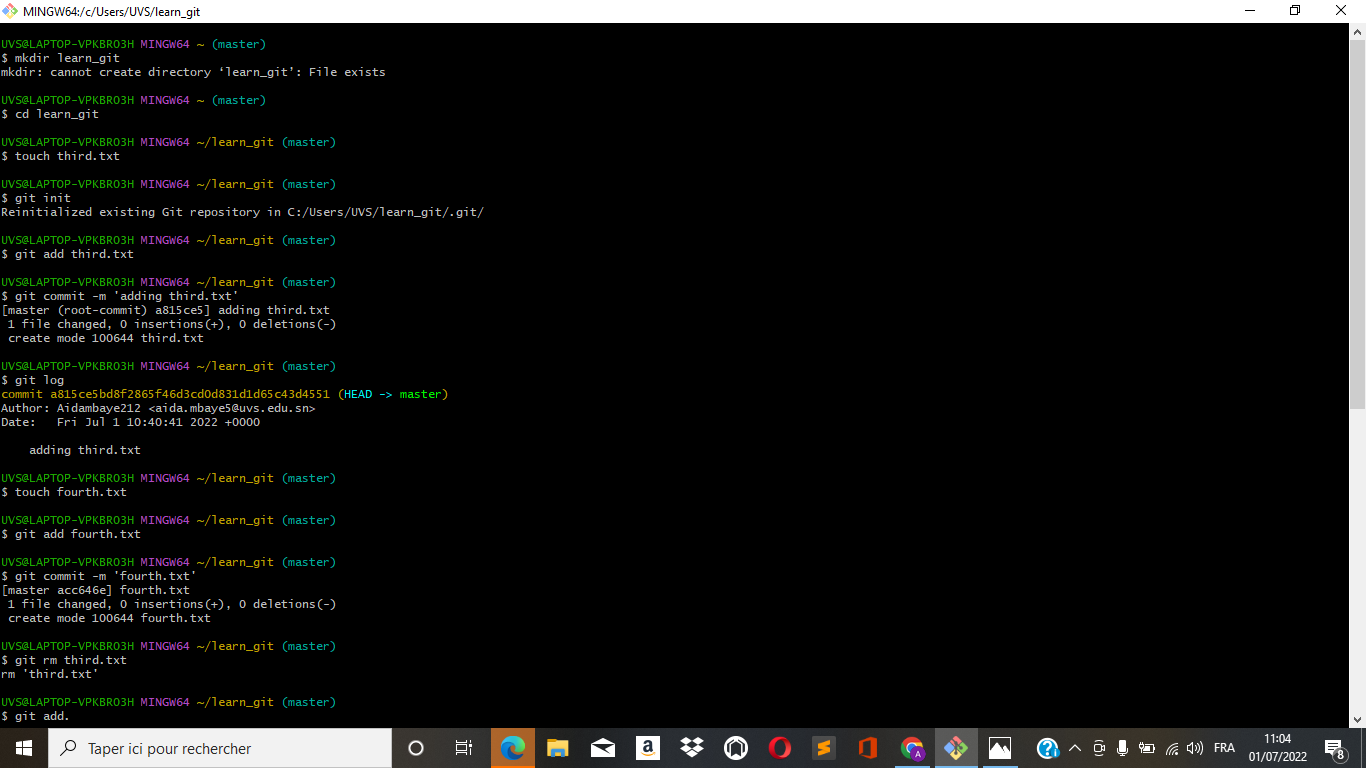 MINGW64:/c/Users/UVS/learn_git
UVS@LAPTOP-VPKBRO3H MINGW64 ~ (master)
$ mkdir learn_git
mkdir: cannot create directory ‘learn_git’: File exists
UVS@LAPTOP-VPKBRO3H MINGW64 ~ (master)
$ cd learn_git
UVS@LAPTOP-VPKBRO3H MINGW64 ~/learn_git (master)
$ touch third.txt
UVS@LAPTOP-VPKBRO3H MINGW64 ~/learn_git (master)
$ git init
Reinitialized existing Git repository in C:/Users/UVS/learn_git/.git/
UVS@LAPTOP-VPKBRO3H MINGW64 ~/learn_git (master)
$ git add third.txt
UVS@LAPTOP-VPKBRO3H MINGW64 ~/learn_git (master)
$ git commit -m 'adding third.txt'
[master (root-commit) a815ce5] adding third.txt
 1 file changed, 0 insertions(+), 0 deletions(-)
 create mode 100644 third.txt
UVS@LAPTOP-VPKBRO3H MINGW64 ~/learn_git (master)
$ git log
commit a815ce5bd8f2865f46d3cd0d831d1d65c43d4551 (HEAD -> master)
Author: Aidambaye212 <aida.mbaye5@uvs.edu.sn>
Date:   Fri Jul 1 10:40:41 2022 +0000
    adding third.txt
UVS@LAPTOP-VPKBRO3H MINGW64 ~/learn_git (master)
$ touch fourth.txt
UVS@LAPTOP-VPKBRO3H MINGW64 ~/learn_git (master)
$ git add fourth.txt
UVS@LAPTOP-VPKBRO3H MINGW64 ~/learn_git (master)
$ git commit -m 'fourth.txt'
[master acc646e] fourth.txt
 1 file changed, 0 insertions(+), 0 deletions(-)
 create mode 100644 fourth.txt
UVS@LAPTOP-VPKBRO3H MINGW64 ~/learn_git (master)
$ git rm third.txt
rm 'third.txt'
UVS@LAPTOP-VPKBRO3H MINGW64 ~/learn_git (master)
$ git add.
Taper ici pour rechercher
FRA
11:04
01/07/2022
8